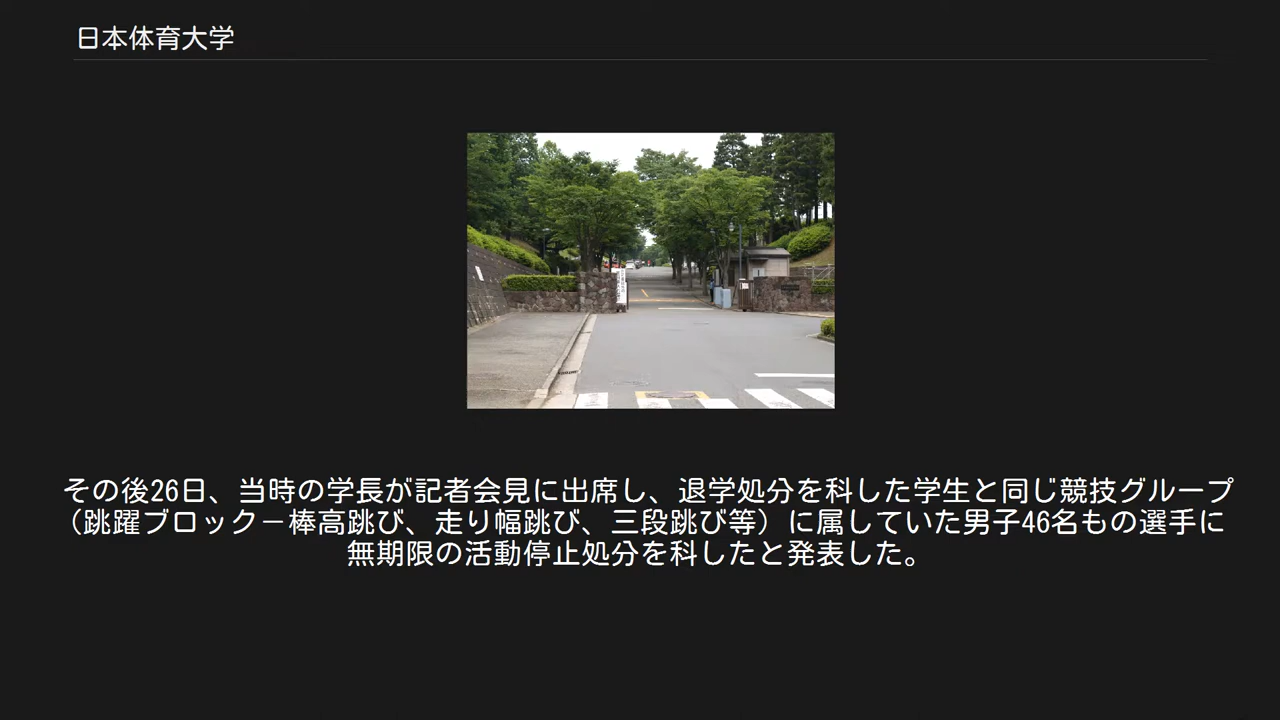 日本体育大学
その後26日、当時の学長が記者会見に出席し、退学処分を科した学生と同じ競技グループ
（跳躍ブロック－棒高跳び、走り幅跳び、三段跳び等）に属していた男子46名もの選手に
無期限の活動停止処分を科したと発表した。